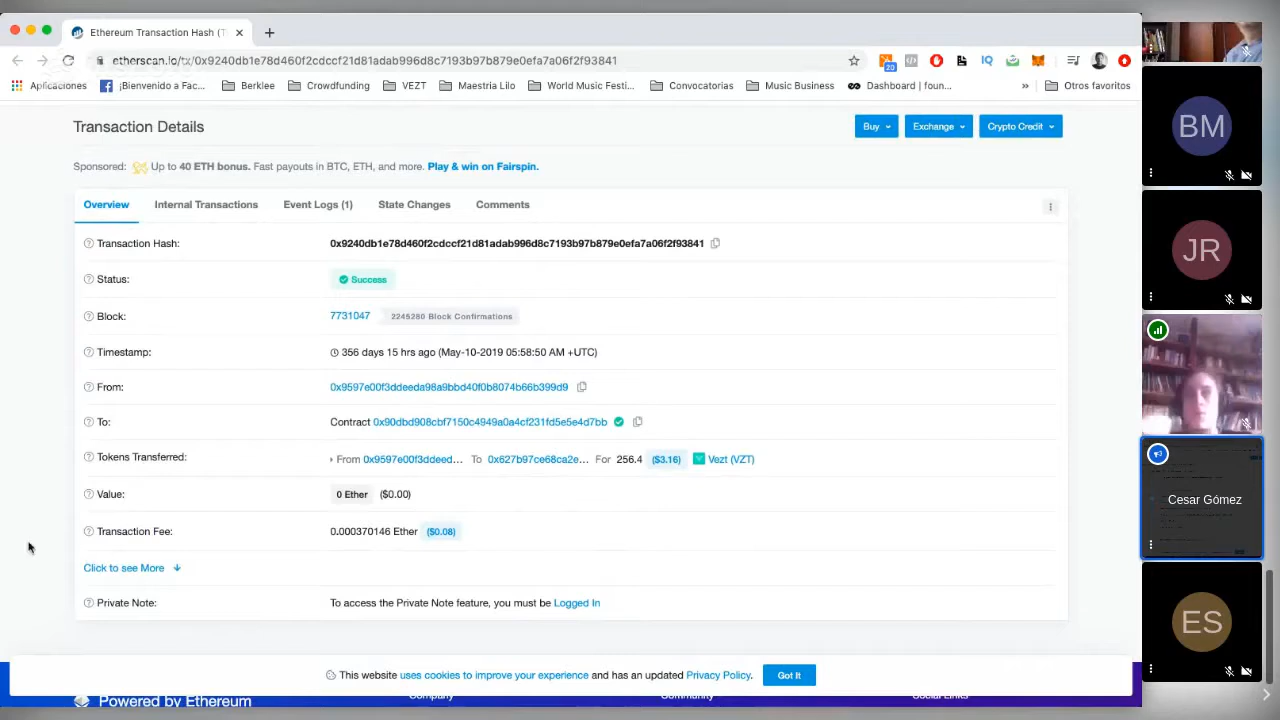 Ethereum Transaction Hash (T
etherscan.io/tx/0x9240db1e78d460f2cdccf21d81adab996d8c7193b97b879e0efa7a06f2f93841
20
Aplicaciones ¡Bienvenido a Fac... Berklee Crowdfunding VEZT Maestria Lilo World Music Festi... Convocatorias Music Business Dashboard | foun... » Otros favoritos
Transaction Details
Buy Exchange Crypto Credit
Sponsored: Up to 40 ETH bonus. Fast payouts in BTC, ETH, and more. Play & win on Fairspin.
Overview Internal Transactions Event Logs (1) State Changes Comments
Transaction Hash: 0x9240db1e78d460f2cdccf21d81adab996d8c7193b97b879e0efa7a06f2f93841
Status: Success
Block: 7731047 2245280 Block Confirmations
Timestamp: 356 days 15 hrs ago (May-10-2019 05:58:50 AM +UTC)
From: 0x9597e00f3ddeeda98a9bbd40f0b8074b66b399d9
To: Contract 0x90dbd908cbf7150c4949a0a4cf231fd5e5e4d7bb
Tokens Transferred: From 0x9597e00f3ddeed... To 0x627b97ce68ca2e... For 256.4 ($3.16) Vezt (VZT)
Value: 0 Ether ($0.00)
Transaction Fee: 0.000370146 Ether ($0.08)
Click to see More
Private Note: To access the Private Note feature, you must be Logged In
This website uses cookies to improve your experience and has an updated Privacy Policy. Got It
Powered by Ethereum Company Community Social Links
BM
JR
Cesar Gómez
ES